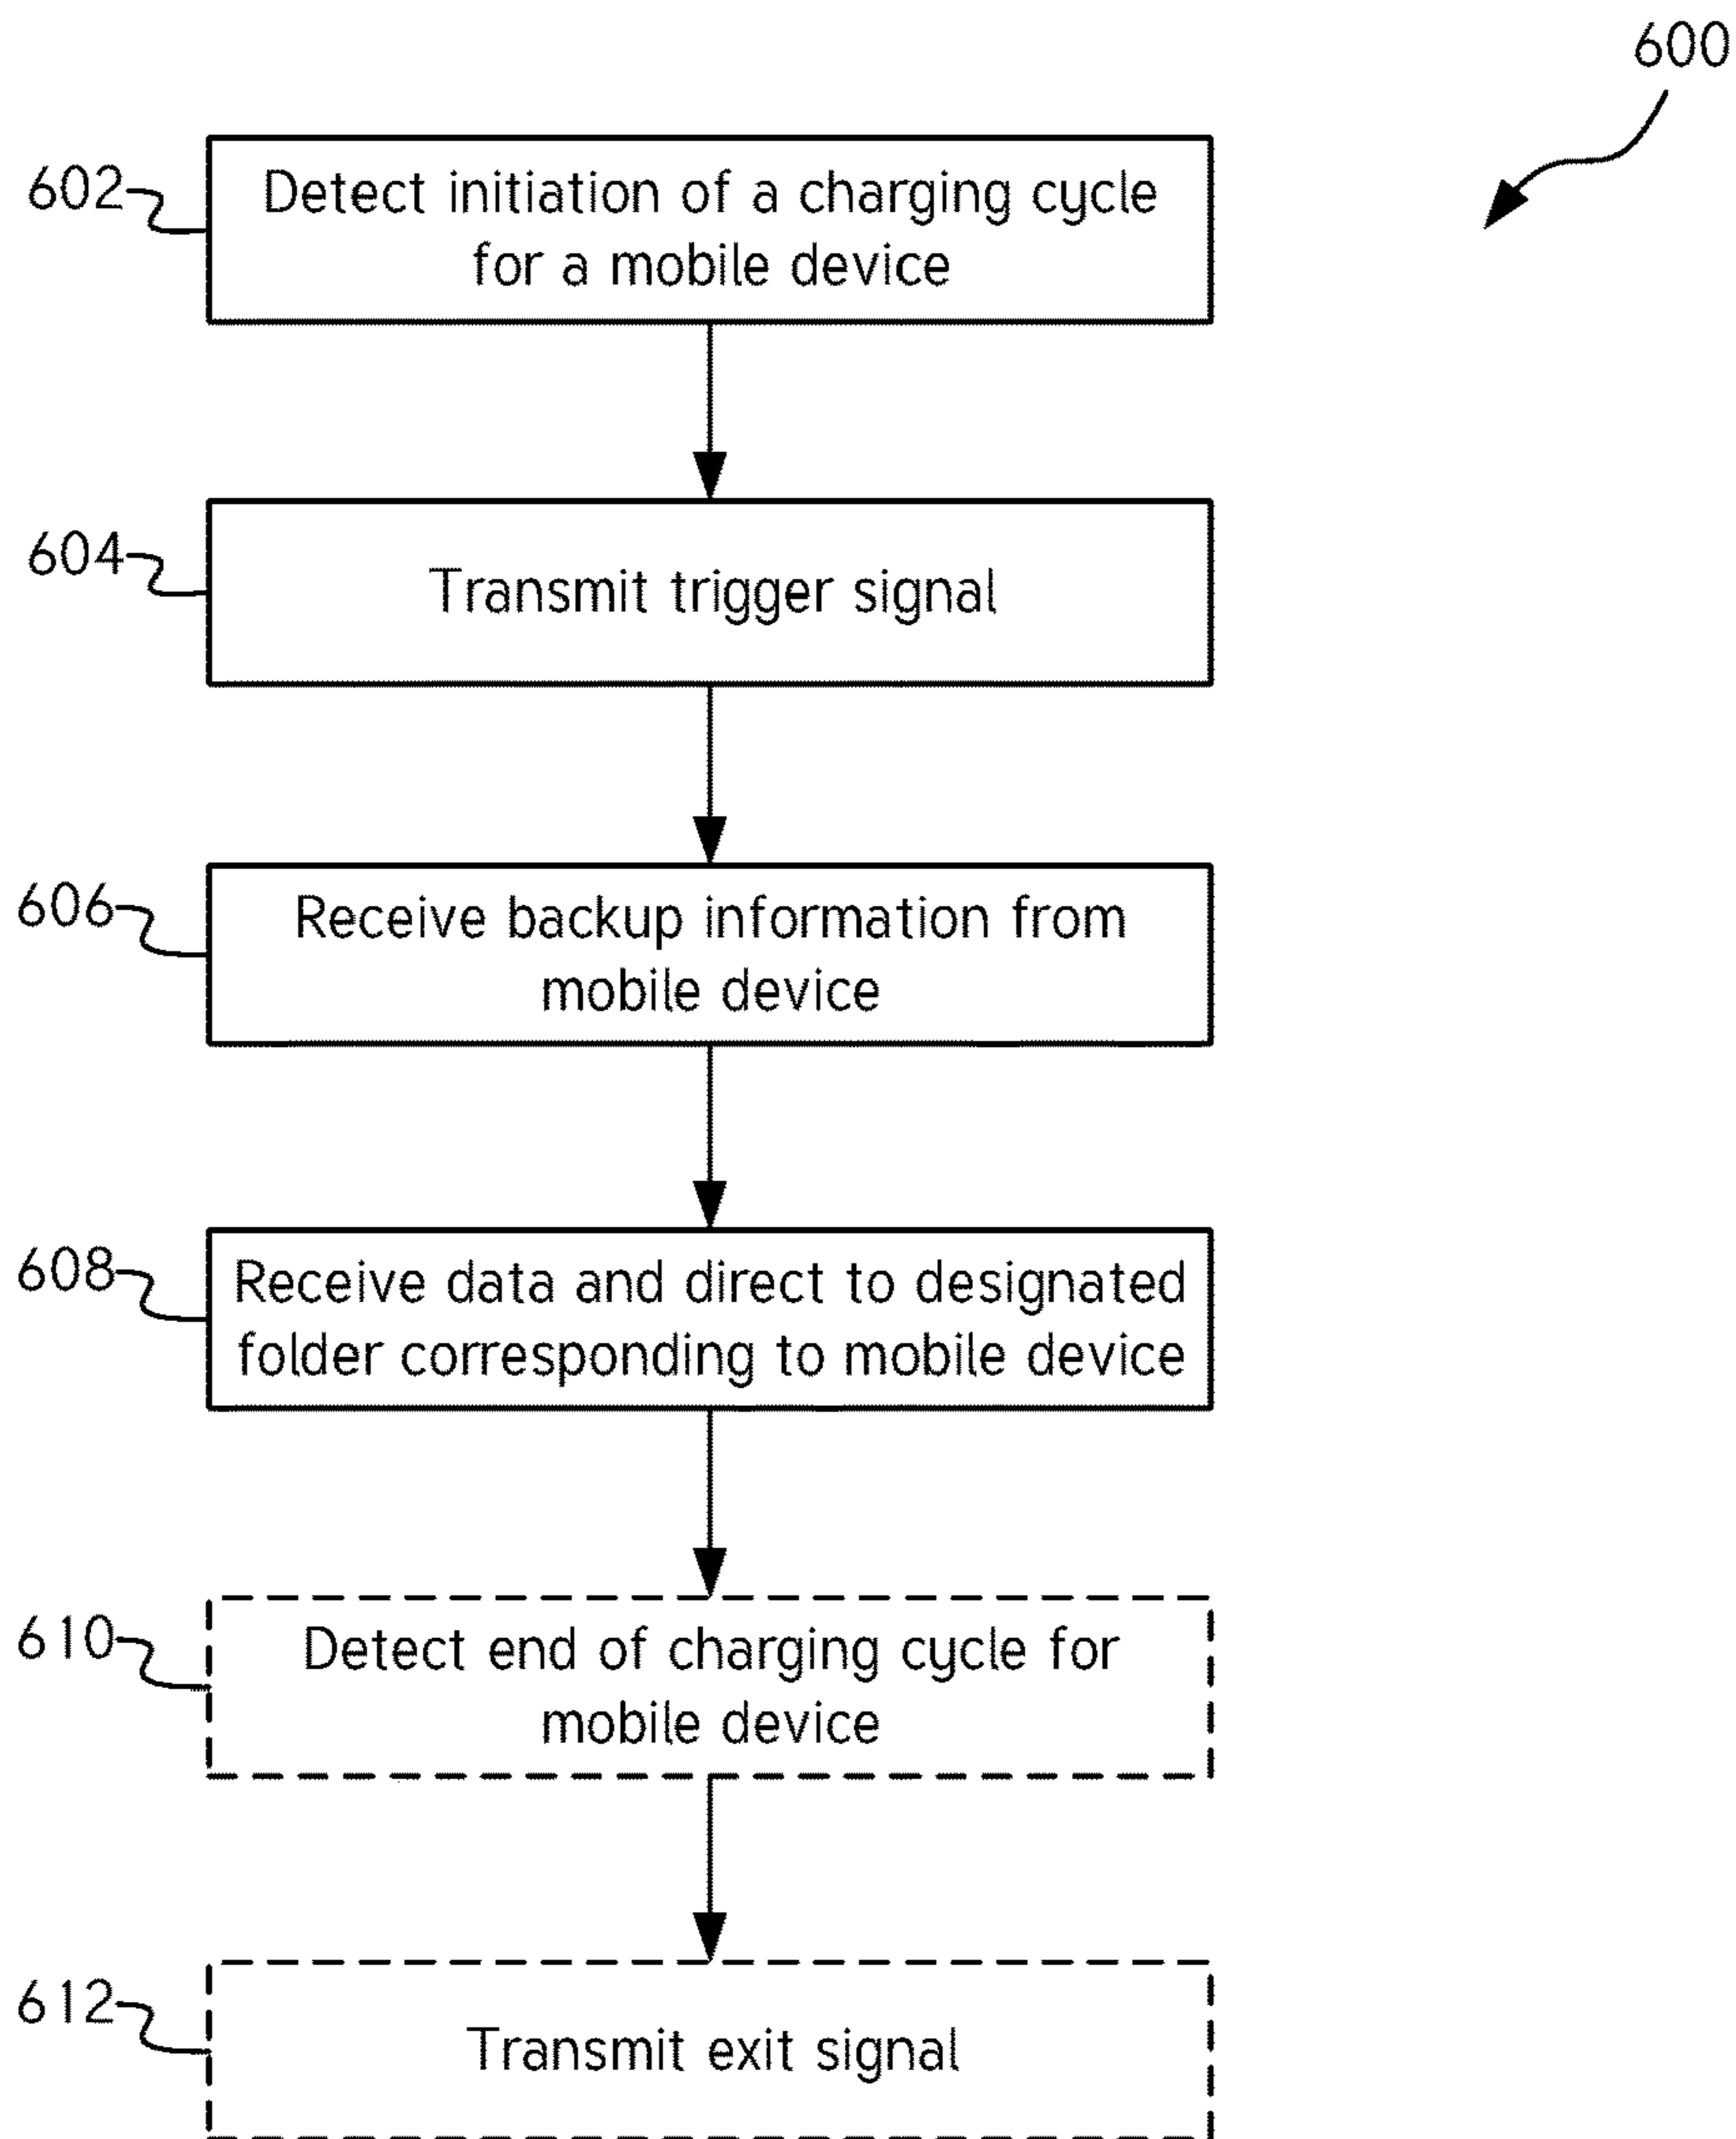 600
602
Detect initiation of a charging cycle
for a mobile device
604
Transmit trigger signal
606
Receive backup information from
mobile device
608
Receive data and direct to designated
folder corresponding to mobile device
610
Detect end of charging cycle for
mobile device
612
Transmit exit signal